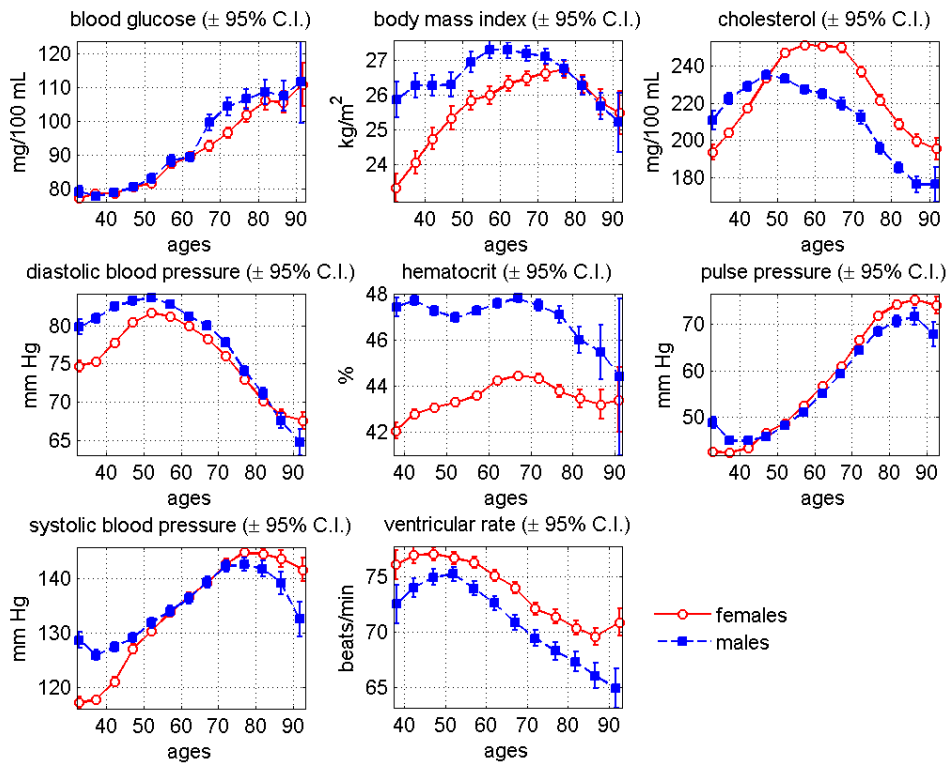 blood glucose (± 95% C.I.)
mg/100 mL
110
100
90
80
40 50 60 70 80 90
ages
body mass index (± 95% C.I.)
kg/m²
27
26
25
24
40 50 60 70 80 90
ages
cholesterol (± 95% C.I.)
mg/100 mL
240
220
200
180
40 50 60 70 80 90
ages
diastolic blood pressure (± 95% C.I.)
mm Hg
80
75
70
65
40 50 60 70 80 90
ages
hematocrit (± 95% C.I.)
%
48
46
44
42
40 50 60 70 80 90
ages
pulse pressure (± 95% C.I.)
mm Hg
70
60
50
40 50 60 70 80 90
ages
systolic blood pressure (± 95% C.I.)
mm Hg
140
130
120
40 50 60 70 80 90
ages
ventricular rate (± 95% C.I.)
beats/min
75
70
65
40 50 60 70 80 90
ages
females
males